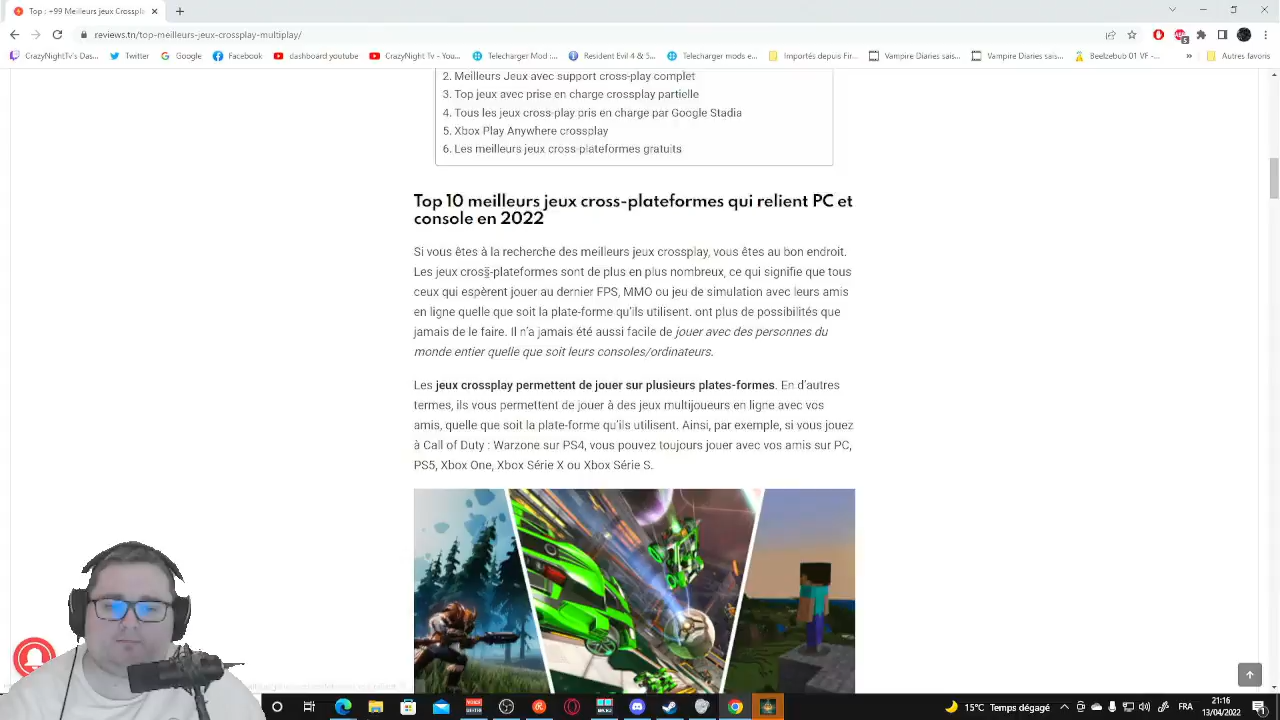 Top : +99 Meilleurs jeux Crosspl
reviews.tn/top-meilleurs-jeux-crossplay-multiplay/
CrazyNightTv's Das... Twitter Google Facebook dashboard youtube CrazyNight Tv - You... Telecharger Mod :... Resident Evil 4 & 5... Telecharger mods e... Importés depuis Fir... Vampire Diaries sais... Vampire Diaries sais... Beelzebub 01 VF -... » Autres favoris
2. Meilleurs Jeux avec support cross-play complet
3. Top jeux avec prise en charge crossplay partielle
4. Tous les jeux cross-play pris en charge par Google Stadia
5. Xbox Play Anywhere crossplay
6. Les meilleurs jeux cross-plateformes gratuits
Top 10 meilleurs jeux cross-plateformes qui relient PC et
console en 2022
Si vous êtes à la recherche des meilleurs jeux crossplay, vous êtes au bon endroit.
Les jeux cross-plateformes sont de plus en plus nombreux, ce qui signifie que tous
ceux qui espèrent jouer au dernier FPS, MMO ou jeu de simulation avec leurs amis
en ligne quelle que soit la plate-forme qu'ils utilisent. ont plus de possibilités que
jamais de le faire. Il n'a jamais été aussi facile de jouer avec des personnes du
monde entier quelle que soit leurs consoles/ordinateurs.
Les jeux crossplay permettent de jouer sur plusieurs plates-formes. En d'autres
termes, ils vous permettent de jouer à des jeux multijoueurs en ligne avec vos
amis, quelle que soit la plate-forme qu'ils utilisent. Ainsi, par exemple, si vous jouez
à Call of Duty : Warzone sur PS4, vous pouvez toujours jouer avec vos amis sur PC,
PS5, Xbox One, Xbox Série X ou Xbox Série S.
15°C Temps dégagé FRA 21:16
13/04/2022